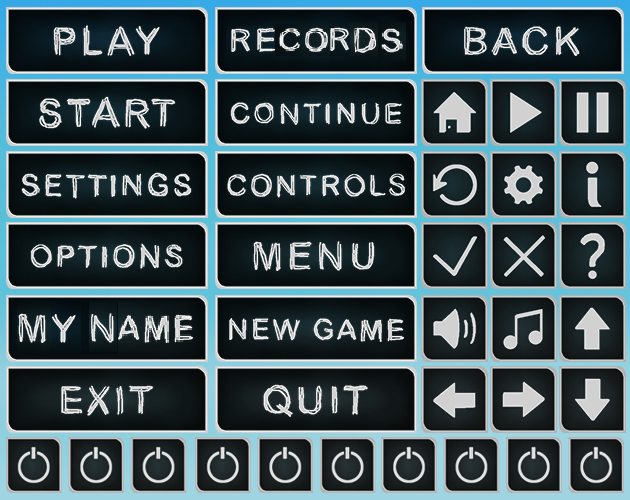 PLAY
RECORDS
BACK
START
CONTINUE
SETTINGS
CONTROLS
OPTIONS
MENU
MY NAME
NEW GAME
EXIT
QUIT